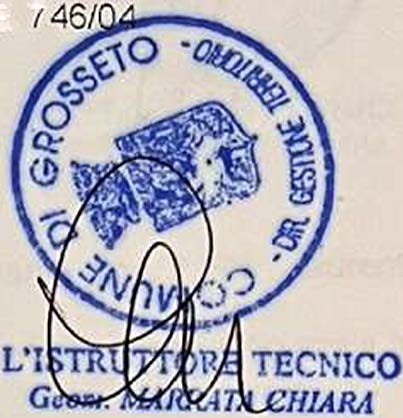 746/04
COMUNE DI GROSSETO - DIR. GESTIONE TERRITORIO -
L'ISTRUTTORE TECNICO
Geom. CHIARA